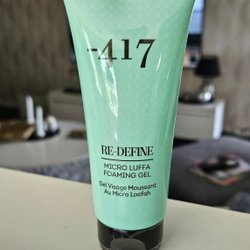 -417
RE-DEFINE
MICRO LUFFA
FOAMING GEL
Gel Visage Moussant
Au Micro Loofah